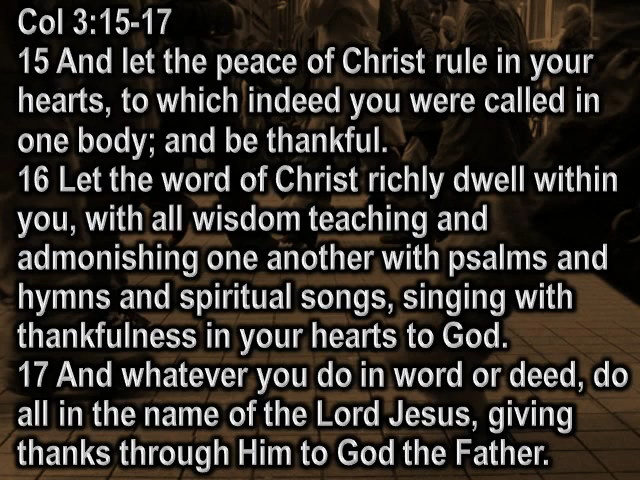 Col 3:15-17
15 And let the peace of Christ rule in your
hearts, to which indeed you were called in
one body; and be thankful.
16 Let the word of Christ richly dwell within
you, with all wisdom teaching and
admonishing one another with psalms and
hymns and spiritual songs, singing with
thankfulness in your hearts to God.
17 And whatever you do in word or deed, do
all in the name of the Lord Jesus, giving
thanks through Him to God the Father.